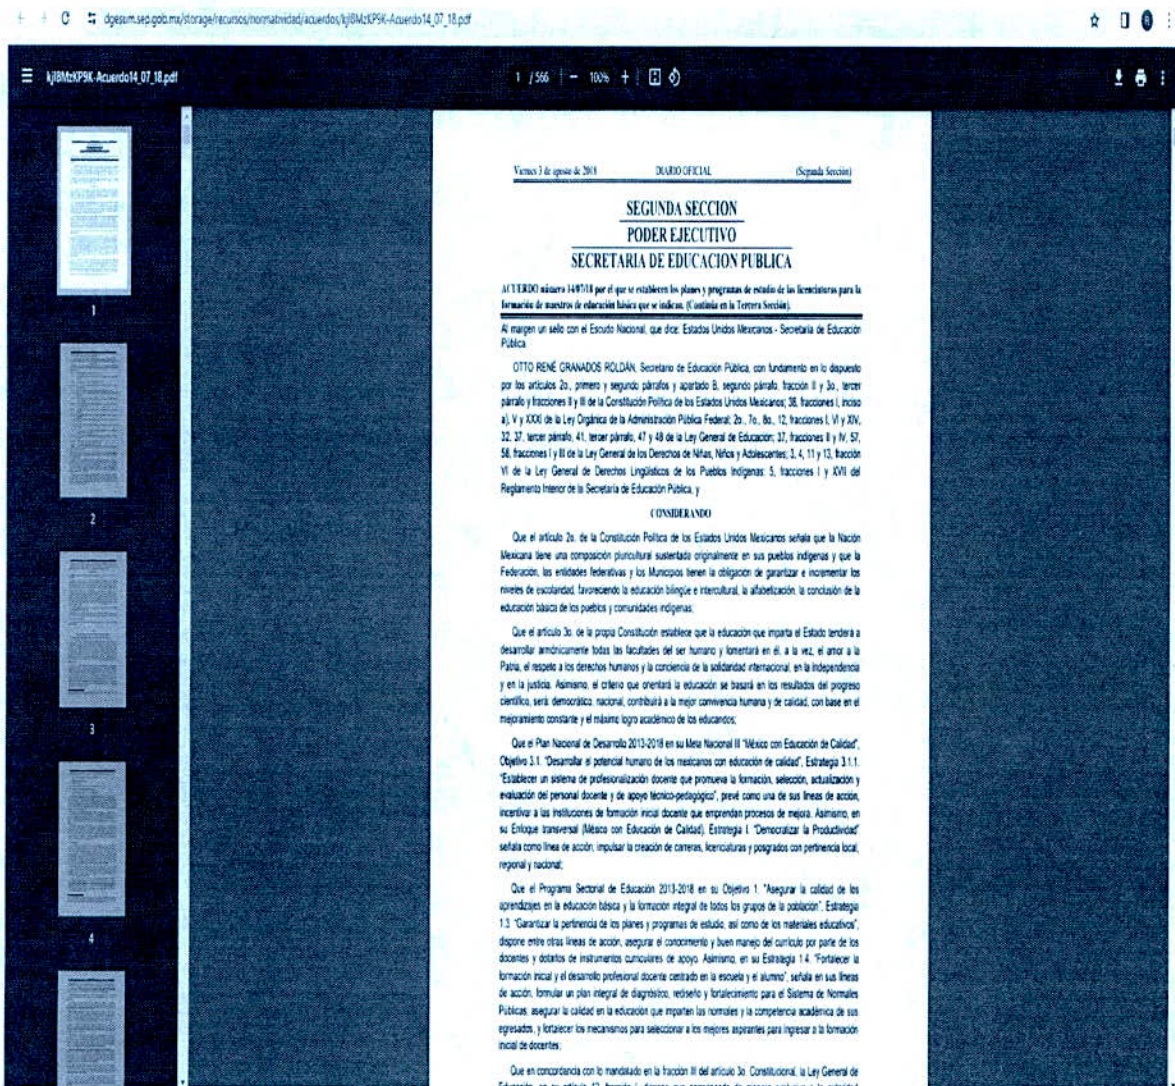 dgesum.sep.gob.mx/storage/recursos/normatividad/acuerdos/kjl8MzKP9K-Acuerdo14_07_18.pdf
kjl8MzKP9K-Acuerdo14_07_18.pdf
1 / 566
100%
1
2
3
4
Viernes 3 de agosto de 2018 DIARIO OFICIAL (Segunda Sección)
SEGUNDA SECCION
PODER EJECUTIVO
SECRETARIA DE EDUCACION PUBLICA
ACUERDO número 14/07/18 por el que se establecen los planes y programas de estudio de las licenciaturas para la
formación de maestros de educación básica que se indican. (Continúa en la Tercera Sección).
Al margen un sello con el Escudo Nacional, que dice: Estados Unidos Mexicanos - Secretaría de Educación
Pública.
OTTO RENÉ GRANADOS ROLDÁN, Secretario de Educación Pública, con fundamento en lo dispuesto
por los artículos 2o., primero y segundo párrafos y apartado B, segundo párrafo, fracción II y 3o., tercer
párrafo y fracciones II y III de la Constitución Política de los Estados Unidos Mexicanos; 38, fracciones I, inciso
a), V y XXXI de la Ley Orgánica de la Administración Pública Federal; 2o., 7o., 8o., 12, fracciones I, VI y XIV,
32, 37, tercer párrafo, 41, tercer párrafo, 47 y 48 de la Ley General de Educación; 37, fracciones II y IV, 57,
58, fracciones I y III de la Ley General de los Derechos de Niñas, Niños y Adolescentes; 3, 4, 11 y 13, fracción
VI de la Ley General de Derechos Lingüísticos de los Pueblos Indígenas; 5, fracciones I y XVII del
Reglamento Interior de la Secretaría de Educación Pública, y
CONSIDERANDO
Que el artículo 2o. de la Constitución Política de los Estados Unidos Mexicanos señala que la Nación
Mexicana tiene una composición pluricultural sustentada originalmente en sus pueblos indígenas y que la
Federación, las entidades federativas y los Municipios tienen la obligación de garantizar e incrementar los
niveles de escolaridad, favoreciendo la educación bilingüe e intercultural, la alfabetización, la conclusión de la
educación básica de los pueblos y comunidades indígenas;
Que el artículo 3o. de la propia Constitución establece que la educación que imparta el Estado tenderá a
desarrollar armónicamente todas las facultades del ser humano y fomentará en él, a la vez, el amor a la
Patria, el respeto a los derechos humanos y la conciencia de la solidaridad internacional, en la independencia
y en la justicia. Asimismo, el criterio que orientará la educación se basará en los resultados del progreso
científico, será: democrático, nacional, contribuirá a la mejor convivencia humana y de calidad, con base en el
mejoramiento constante y el máximo logro académico de los educandos;
Que el Plan Nacional de Desarrollo 2013-2018 en su Meta Nacional III "México con Educación de Calidad",
Objetivo 3.1. "Desarrollar el potencial humano de los mexicanos con educación de calidad", Estrategia 3.1.1.
"Establecer un sistema de profesionalización docente que promueva la formación, selección, actualización y
evaluación del personal docente y de apoyo técnico-pedagógico", prevé como una de sus líneas de acción,
incentivar a las instituciones de formación inicial docente que emprendan procesos de mejora. Asimismo, en
su Enfoque transversal (México con Educación de Calidad), Estrategia I. "Democratizar la Productividad"
señala como línea de acción, impulsar la creación de carreras, licenciaturas y posgrados con pertinencia local,
regional y nacional;
Que el Programa Sectorial de Educación 2013-2018 en su Objetivo 1. "Asegurar la calidad de los
aprendizajes en la educación básica y la formación integral de todos los grupos de la población", Estrategia
1.3. "Garantizar la pertinencia de los planes y programas de estudio, así como de los materiales educativos",
dispone entre otras líneas de acción, asegurar el conocimiento y buen manejo del currículo por parte de los
docentes y dotarlos de instrumentos curriculares de apoyo. Asimismo, en su Estrategia 1.4. "Fortalecer la
formación inicial y el desarrollo profesional docente centrado en la escuela y el alumno", señala en sus líneas
de acción, formular un plan integral de diagnóstico, rediseño y fortalecimiento para el Sistema de Normales
Públicas, asegurar la calidad en la educación que imparten las normales y la competencia académica de sus
egresados, y fortalecer los mecanismos para seleccionar a los mejores aspirantes para ingresar a la formación
inicial de docentes;
Que en concordancia con lo mandatado en la fracción III del artículo 3o. Constitucional, la Ley General de